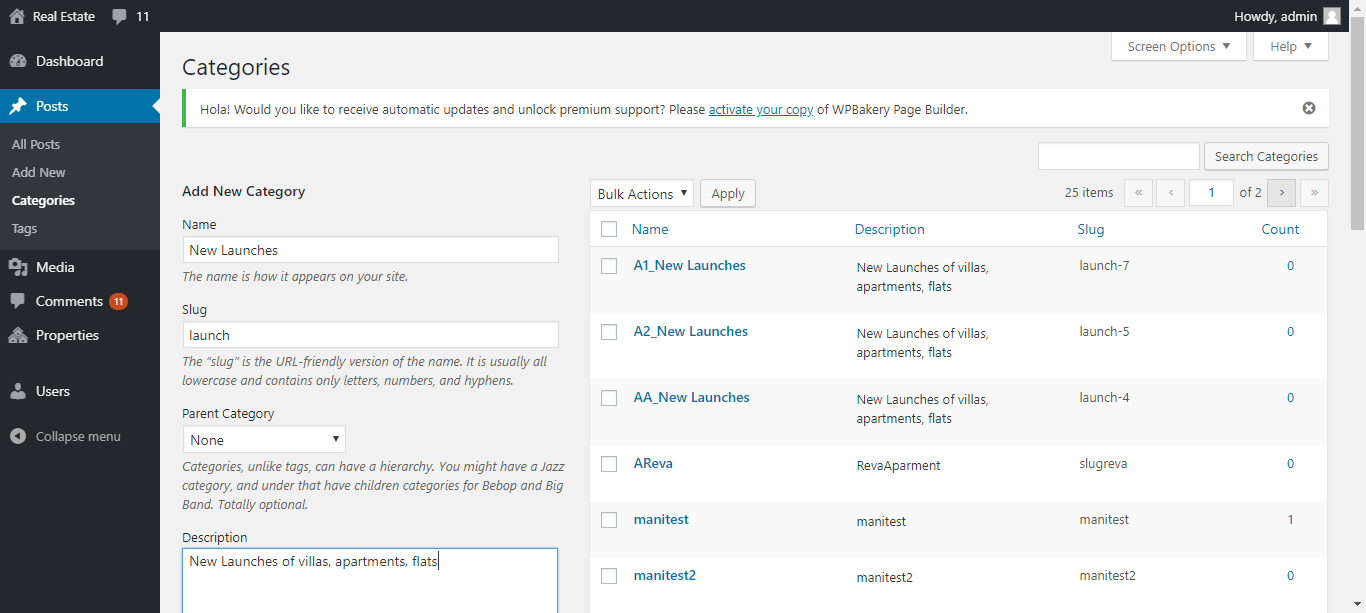 Real Estate 11 Howdy, admin
Dashboard
Posts
All Posts
Add New
Categories
Tags
Media
Comments 11
Properties
Users
Collapse menu
Screen Options ▼ Help ▼
Categories
Hola! Would you like to receive automatic updates and unlock premium support? Please activate your copy of WPBakery Page Builder.
Search Categories
Add New Category
Name
New Launches
The name is how it appears on your site.
Slug
launch
The “slug” is the URL-friendly version of the name. It is usually all
lowercase and contains only letters, numbers, and hyphens.
Parent Category
None
Categories, unlike tags, can have a hierarchy. You might have a Jazz
category, and under that have children categories for Bebop and Big
Band. Totally optional.
Description
New Launches of villas, apartments, flats
Bulk Actions ▼ Apply 25 items « ‹ 1 of 2 › »
Name Description Slug Count
A1_New Launches New Launches of villas, launch-7 0
apartments, flats
A2_New Launches New Launches of villas, launch-5 0
apartments, flats
AA_New Launches New Launches of villas, launch-4 0
apartments, flats
AReva RevaAparment slugreva 0
manitest manitest manitest 1
manitest2 manitest2 manitest2 0